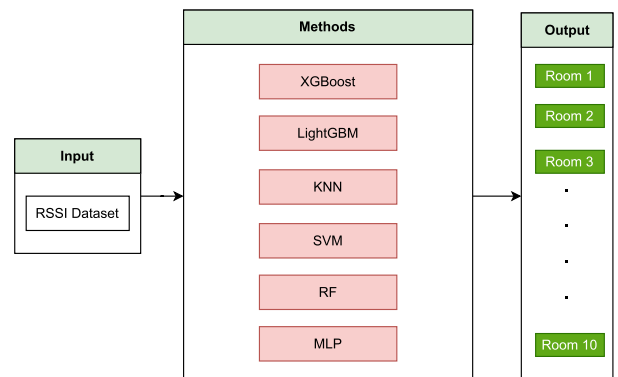 Input
RSSI Dataset
Methods
XGBoost
LightGBM
KNN
SVM
RF
MLP
Output
Room 1
Room 2
Room 3
Room 10